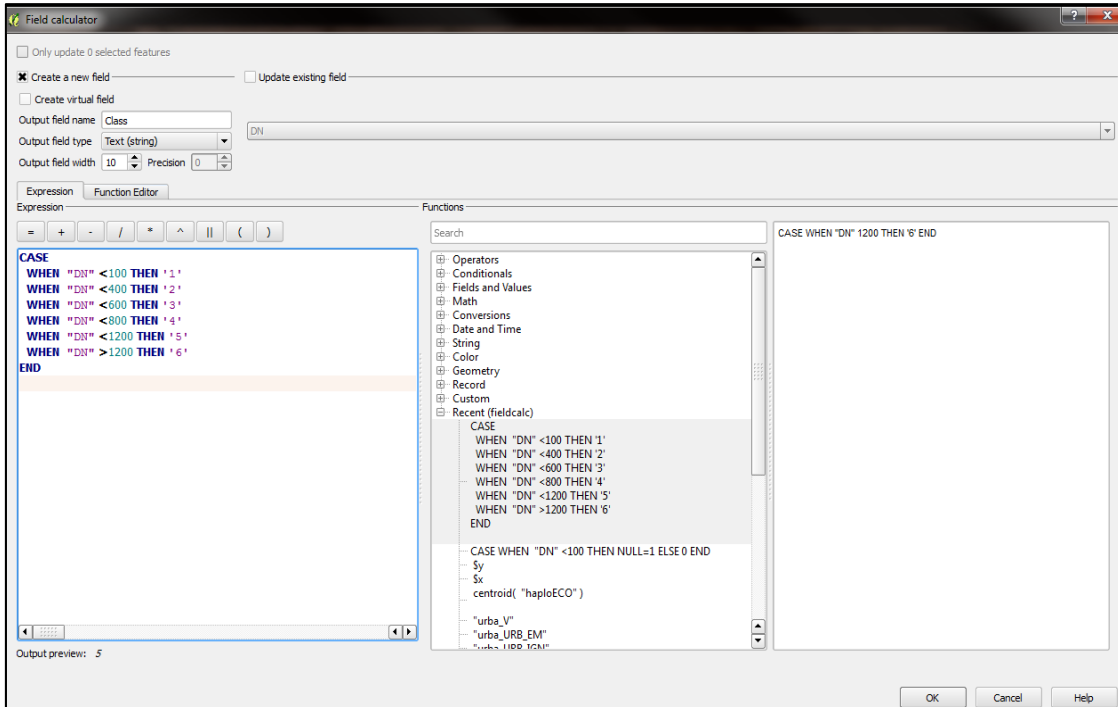 Field calculator
Only update 0 selected features
Create a new field
Update existing field
Create virtual field
Output field name Class
DN
Output field type Text (string)
Output field width 10 Precision 0
Expression Function Editor
Expression
Functions
= + - / * ^ || ( )
Search
CASE WHEN "DN" 1200 THEN '6' END
CASE
WHEN "DN" <100 THEN '1'
WHEN "DN" <400 THEN '2'
WHEN "DN" <600 THEN '3'
WHEN "DN" <800 THEN '4'
WHEN "DN" <1200 THEN '5'
WHEN "DN" >1200 THEN '6'
END
Operators
Conditionals
Fields and Values
Math
Conversions
Date and Time
String
Color
Geometry
Record
Custom
Recent (fieldcalc)
CASE
WHEN "DN" <100 THEN '1'
WHEN "DN" <400 THEN '2'
WHEN "DN" <600 THEN '3'
WHEN "DN" <800 THEN '4'
WHEN "DN" <1200 THEN '5'
WHEN "DN" >1200 THEN '6'
END
CASE WHEN "DN" <100 THEN NULL=1 ELSE 0 END
$y
$x
centroid( "haploECO" )
"urba_V"
"urba_URB_EM"
"urba_URB_IGN"
Output preview: 5
OK Cancel Help